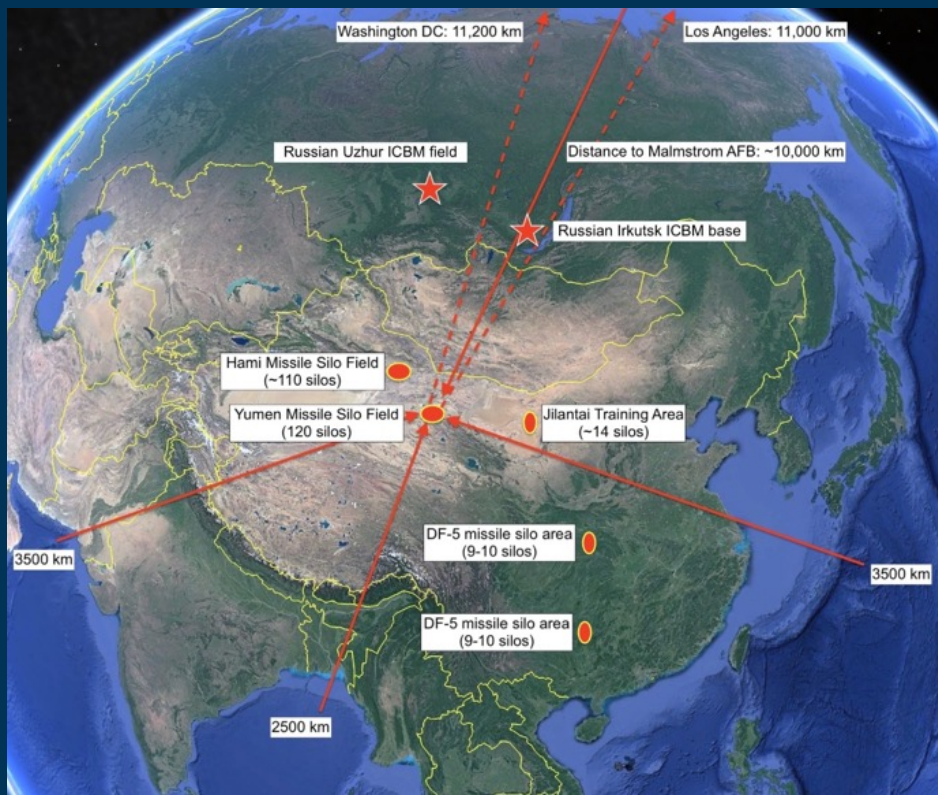 Washington DC: 11,200 km
Los Angeles: 11,000 km
Russian Uzhur ICBM field
Distance to Malmstrom AFB: ~10,000 km
Russian Irkutsk ICBM base
Hami Missile Silo Field
(~110 silos)
Yumen Missile Silo Field
(120 silos)
Jilantai Training Area
(~14 silos)
DF-5 missile silo area
(9-10 silos)
3500 km
3500 km
DF-5 missile silo area
(9-10 silos)
2500 km